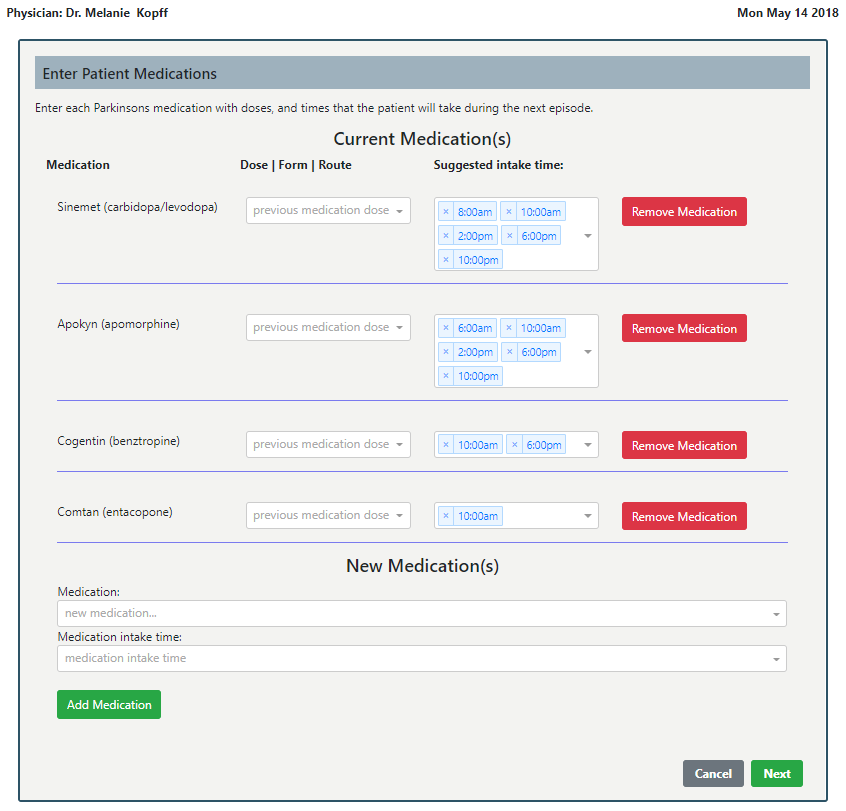 Physician: Dr. Melanie Kopff Mon May 14 2018
Enter Patient Medications
Enter each Parkinsons medication with doses, and times that the patient will take during the next episode.
Current Medication(s)
Medication Dose | Form | Route Suggested intake time:
Sinemet (carbidopa/levodopa) previous medication dose × 8:00am × 10:00am Remove Medication
× 2:00pm × 6:00pm
× 10:00pm
Apokyn (apomorphine) previous medication dose × 6:00am × 10:00am Remove Medication
× 2:00pm × 6:00pm
× 10:00pm
Cogentin (benztropine) previous medication dose × 10:00am × 6:00pm Remove Medication
Comtan (entacopone) previous medication dose × 10:00am Remove Medication
New Medication(s)
Medication:
new medication...
Medication intake time:
medication intake time
Add Medication
Cancel Next